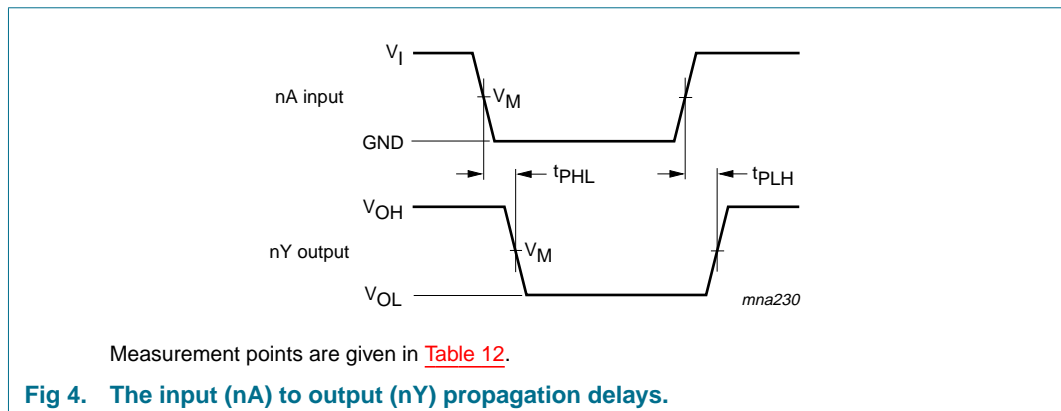 VI
nA input
VM
GND
tPHL
tPLH
VOH
nY output
VM
VOL
mna230
Measurement points are given in Table 12.
Fig 4. The input (nA) to output (nY) propagation delays.